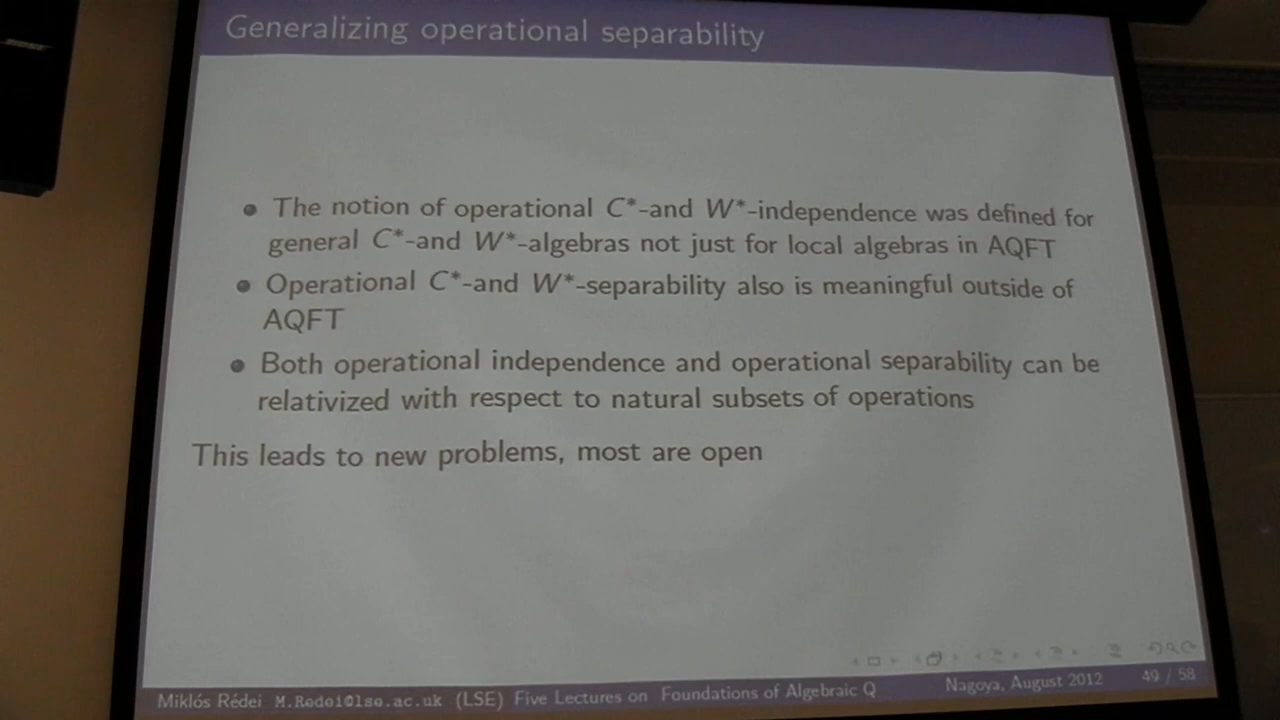 Generalizing operational separability
• The notion of operational C*-and W*-independence was defined for
general C*-and W*-algebras not just for local algebras in AQFT
• Operational C*-and W*-separability also is meaningful outside of
AQFT
• Both operational independence and operational separability can be
relativized with respect to natural subsets of operations
This leads to new problems, most are open
Miklós Rédei M.Redei@lse.ac.uk (LSE) Five Lectures on Foundations of Algebraic Q Nagoya, August 2012 49 / 58